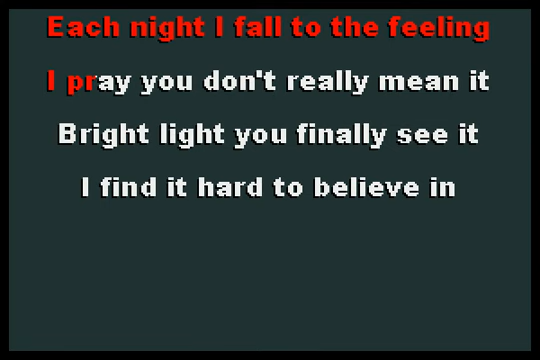 Each night I fall to the feeling
I pray you don't really mean it
Bright light you finally see it
I find it hard to believe in